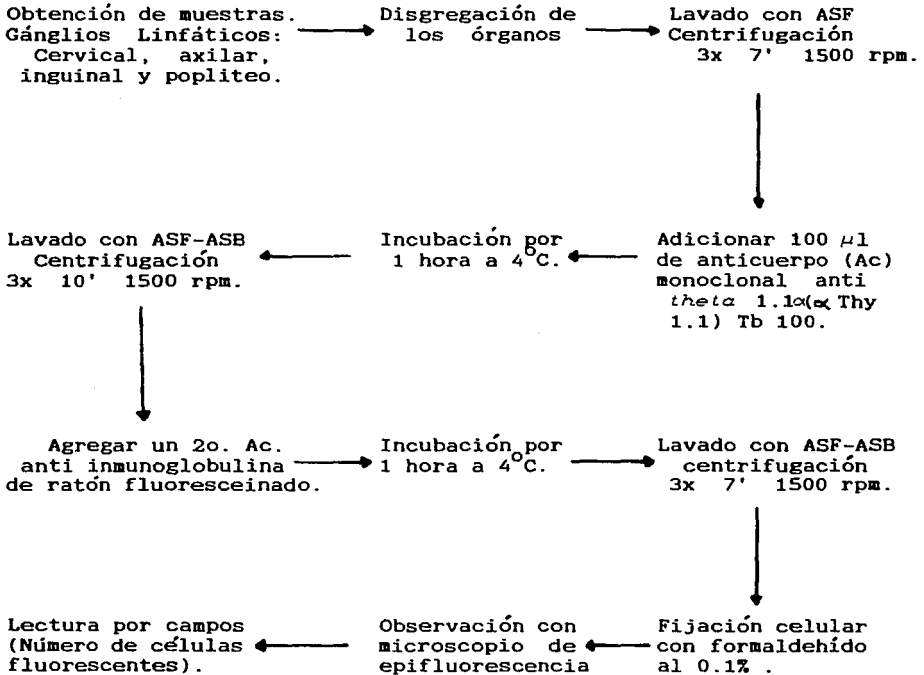 Obtención de muestras.
Gánglios Linfáticos:
Cervical, axilar,
inguinal y popliteo.
Disgregación de
los órganos
Lavado con ASF
Centrifugación
3x 7' 1500 rpm.
Adicionar 100 μl
de anticuerpo (Ac)
monoclonal anti
theta 1.1α(α Thy
1.1) Tb 100.
Incubación por
1 hora a 4°C.
Lavado con ASF-ASB
Centrifugación
3x 10' 1500 rpm.
Agregar un 2o. Ac.
anti inmunoglobulina
de ratón fluoresceinado.
Incubación por
1 hora a 4°C.
Lavado con ASF-ASB
centrifugación
3x 7' 1500 rpm.
Fijación celular
con formaldehído
al 0.1% .
Observación con
microscopio de
epifluorescencia
Lectura por campos
(Número de células
fluorescentes).